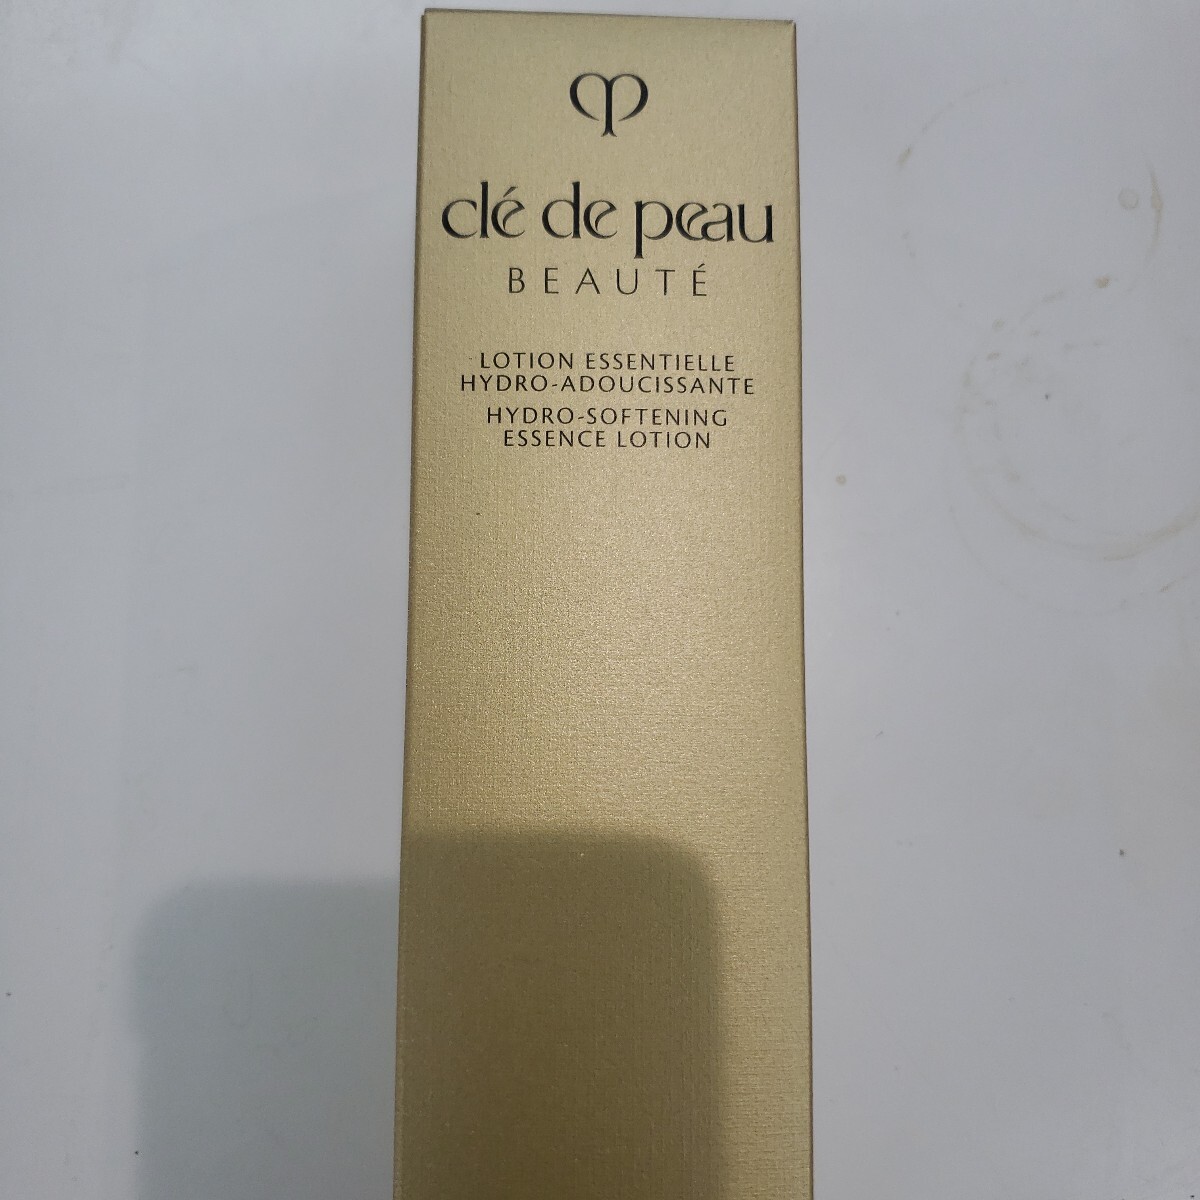 clé de peau
BEAUTÉ
LOTION ESSENTIELLE
HYDRO-ADOUCISSANTE
HYDRO-SOFTENING
ESSENCE LOTION